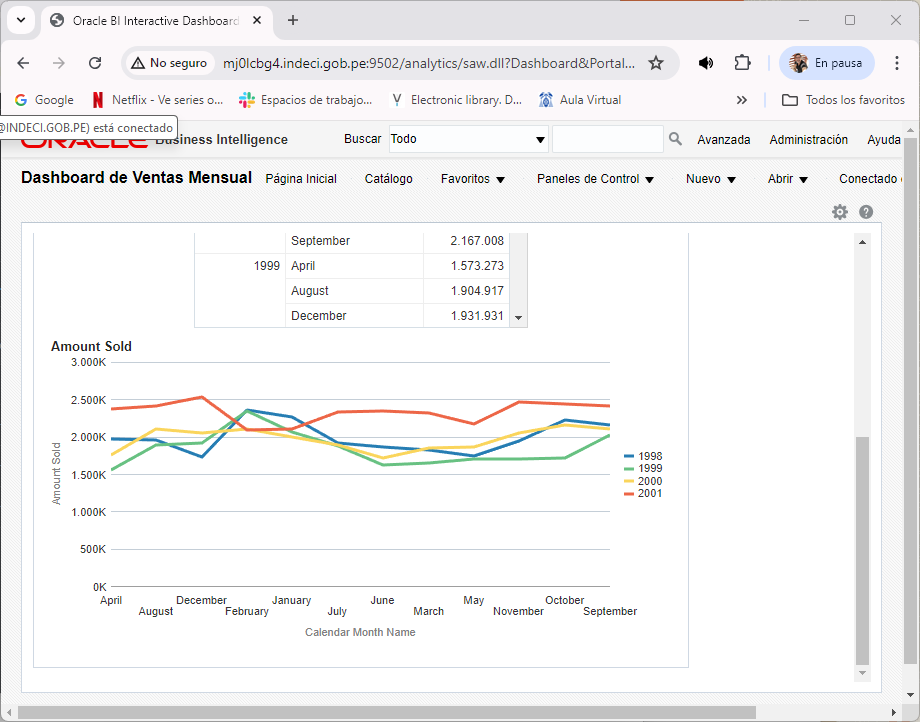 Oracle BI Interactive Dashboard
No seguro
mj0lcbg4.indeci.gob.pe:9502/analytics/saw.dll?Dashboard&Portal...
En pausa
Google
Netflix - Ve series o...
Espacios de trabajo...
Electronic library. D...
Aula Virtual
Todos los favoritos
@INDECI.GOB.PE) está conectado
ORACLE Business Intelligence
Buscar
Todo
Avanzada
Administración
Ayuda
Dashboard de Ventas Mensual
Página Inicial
Catálogo
Favoritos
Paneles de Control
Nuevo
Abrir
Conectado
September 2.167.008
1999 April 1.573.273
August 1.904.917
December 1.931.931
Amount Sold
3.000K
2.500K
2.000K
1.500K
1.000K
500K
0K
Amount Sold
April
August
December
February
January
July
June
March
May
November
October
September
Calendar Month Name
1998
1999
2000
2001